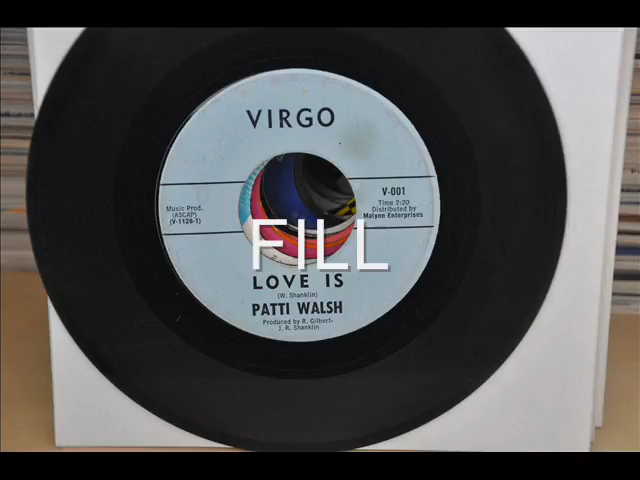 VIRGO
Music Prod.
(ASCAP)
(V-1128-1)
V-001
Time 2:20
Distributed by
Malynn Enterprises
FILL
LOVE IS
(W. Shanklin)
PATTI WALSH
Produced by R. Gilbert-
J. R. Shanklin